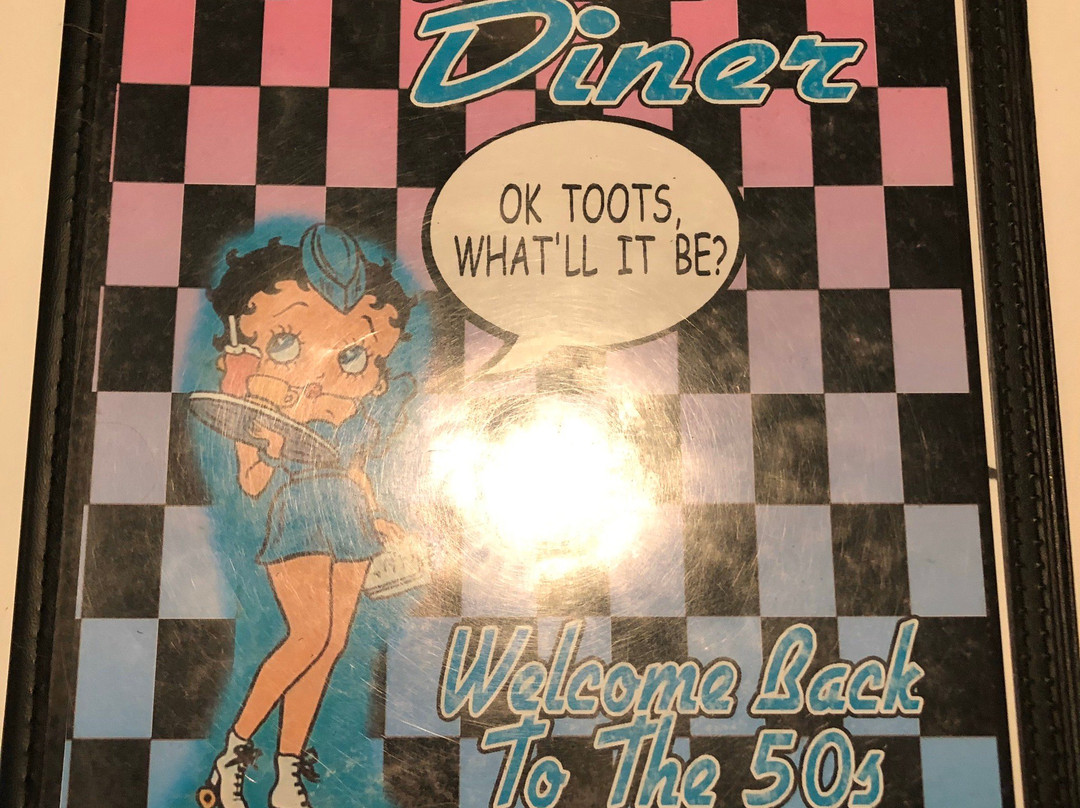 Diner
OK TOOTS,
WHAT'LL IT BE?
Welcome Back
To The 50s